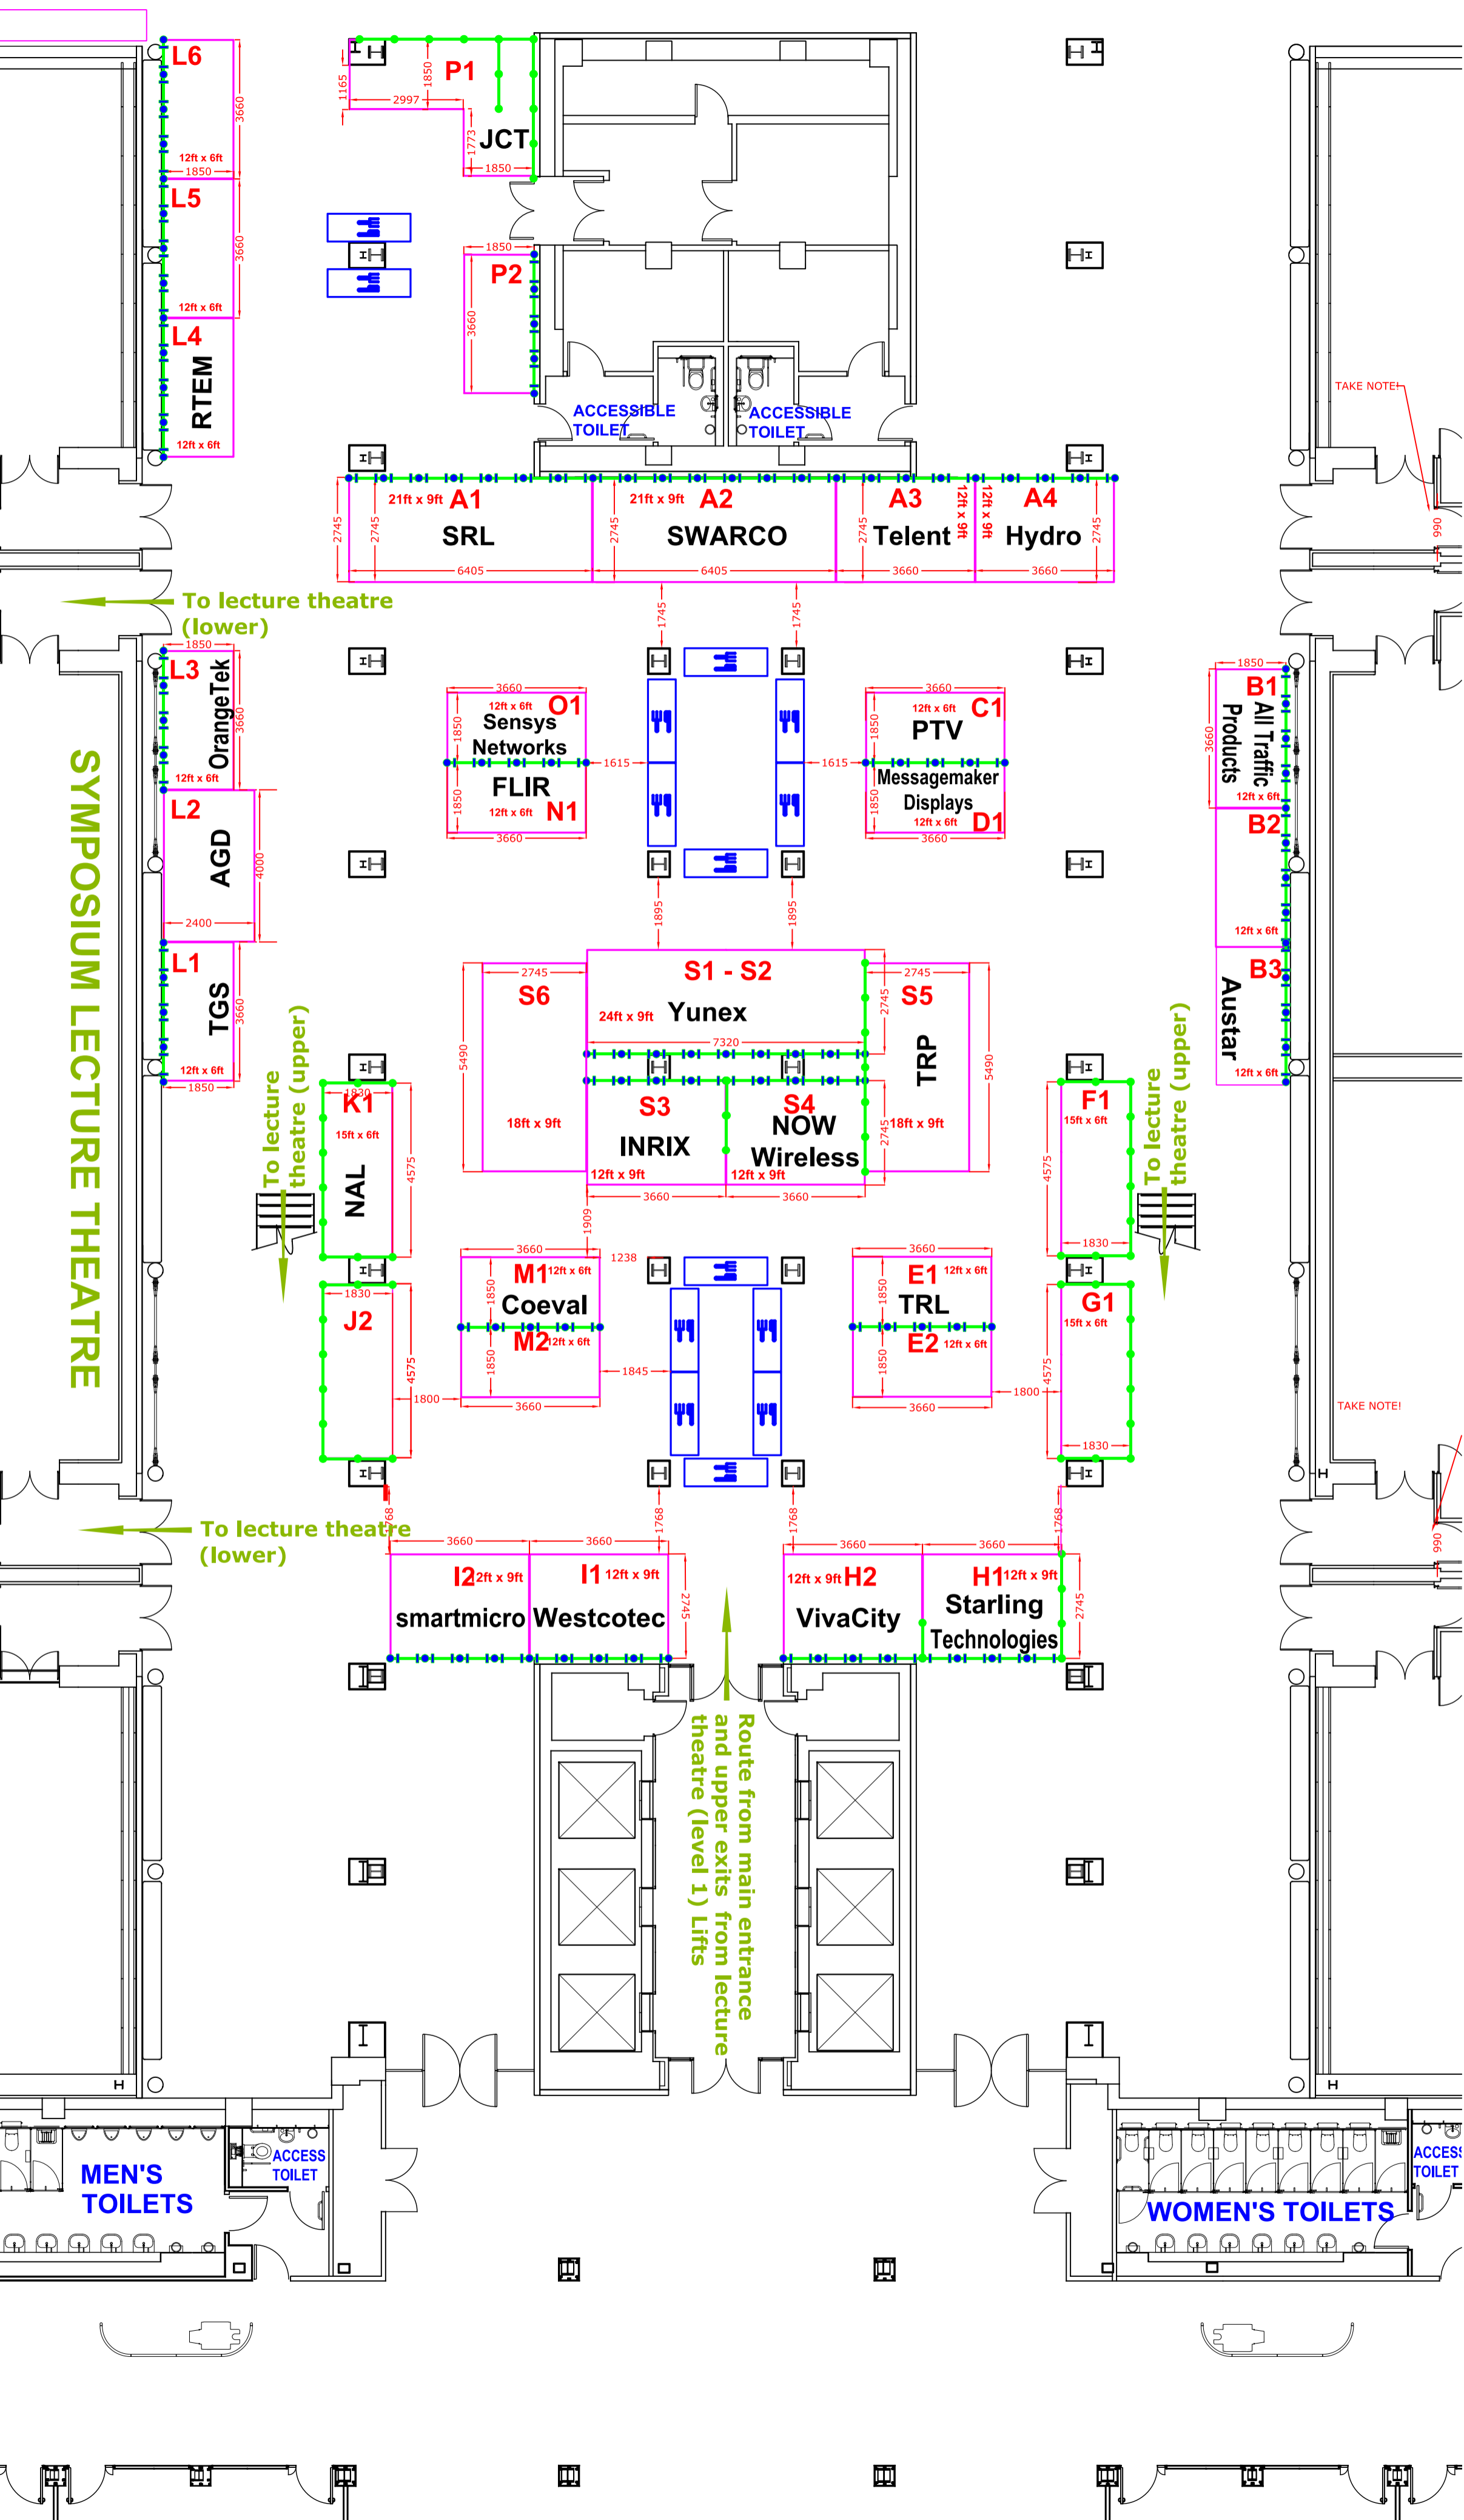 L6
3660
12ft x 6ft
1850
L5
3660
12ft x 6ft
L4
RTEM
12ft x 6ft
P1
1165
1850
2997
1773
JCT
1850
1850
P2
3660
ACCESSIBLE
TOILET
ACCESSIBLE
TOILET
TAKE NOTE!
990
21ft x 9ft A1
SRL
2745
2745
6405
21ft x 9ft A2
SWARCO
2745
6405
A3
12ft x 9ft
Telent
2745
3660
12ft x 9ft
A4
Hydro
2745
3660
To lecture theatre
(lower)
1745
1745
1850
L3
OrangeTek
3660
12ft x 6ft
L2
AGD
4000
2400
L1
TGS
3660
12ft x 6ft
1850
SYMPOSIUM LECTURE THEATRE
3660
12ft x 6ft O1
Sensys
Networks
1850
FLIR
1850
12ft x 6ft N1
3660
1615
1615
3660
12ft x 6ft C1
PTV
1850
Messagemaker
Displays
1850
12ft x 6ft D1
3660
1850
B1
All Traffic
Products
3660
12ft x 6ft
B2
12ft x 6ft
B3
Austar
12ft x 6ft
1895
1895
2745
S6
5490
18ft x 9ft
S1 - S2
24ft x 9ft Yunex
7320
2745
2745
S5
TRP
5490
18ft x 9ft
S3
INRIX
12ft x 9ft
3660
S4
NOW
Wireless
12ft x 9ft
2745
3660
1909
To lecture
theatre (upper)
To lecture
theatre (upper)
1830
K1
15ft x 6ft
NAL
4575
1830
J2
4575
1800
F1
15ft x 6ft
4575
1830
G1
15ft x 6ft
4575
1830
3660
1238
M1 12ft x 6ft
1850
Coeval
M2 12ft x 6ft
1850
3660
1845
3660
E1 12ft x 6ft
1850
TRL
E2 12ft x 6ft
1850
3660
1800
TAKE NOTE!
990
To lecture theatre
(lower)
1768
1768
1768
1768
3660
I2 12ft x 9ft
smartmicro
3660
I1 12ft x 9ft
Westcotec
2745
3660
12ft x 9ft H2
VivaCity
3660
H1 12ft x 9ft
Starling
Technologies
2745
Route from main entrance
and upper exits from lecture
theatre (level 1) Lifts
MEN'S
TOILETS
ACCESS
TOILET
WOMEN'S TOILETS
ACCESS
TOILET